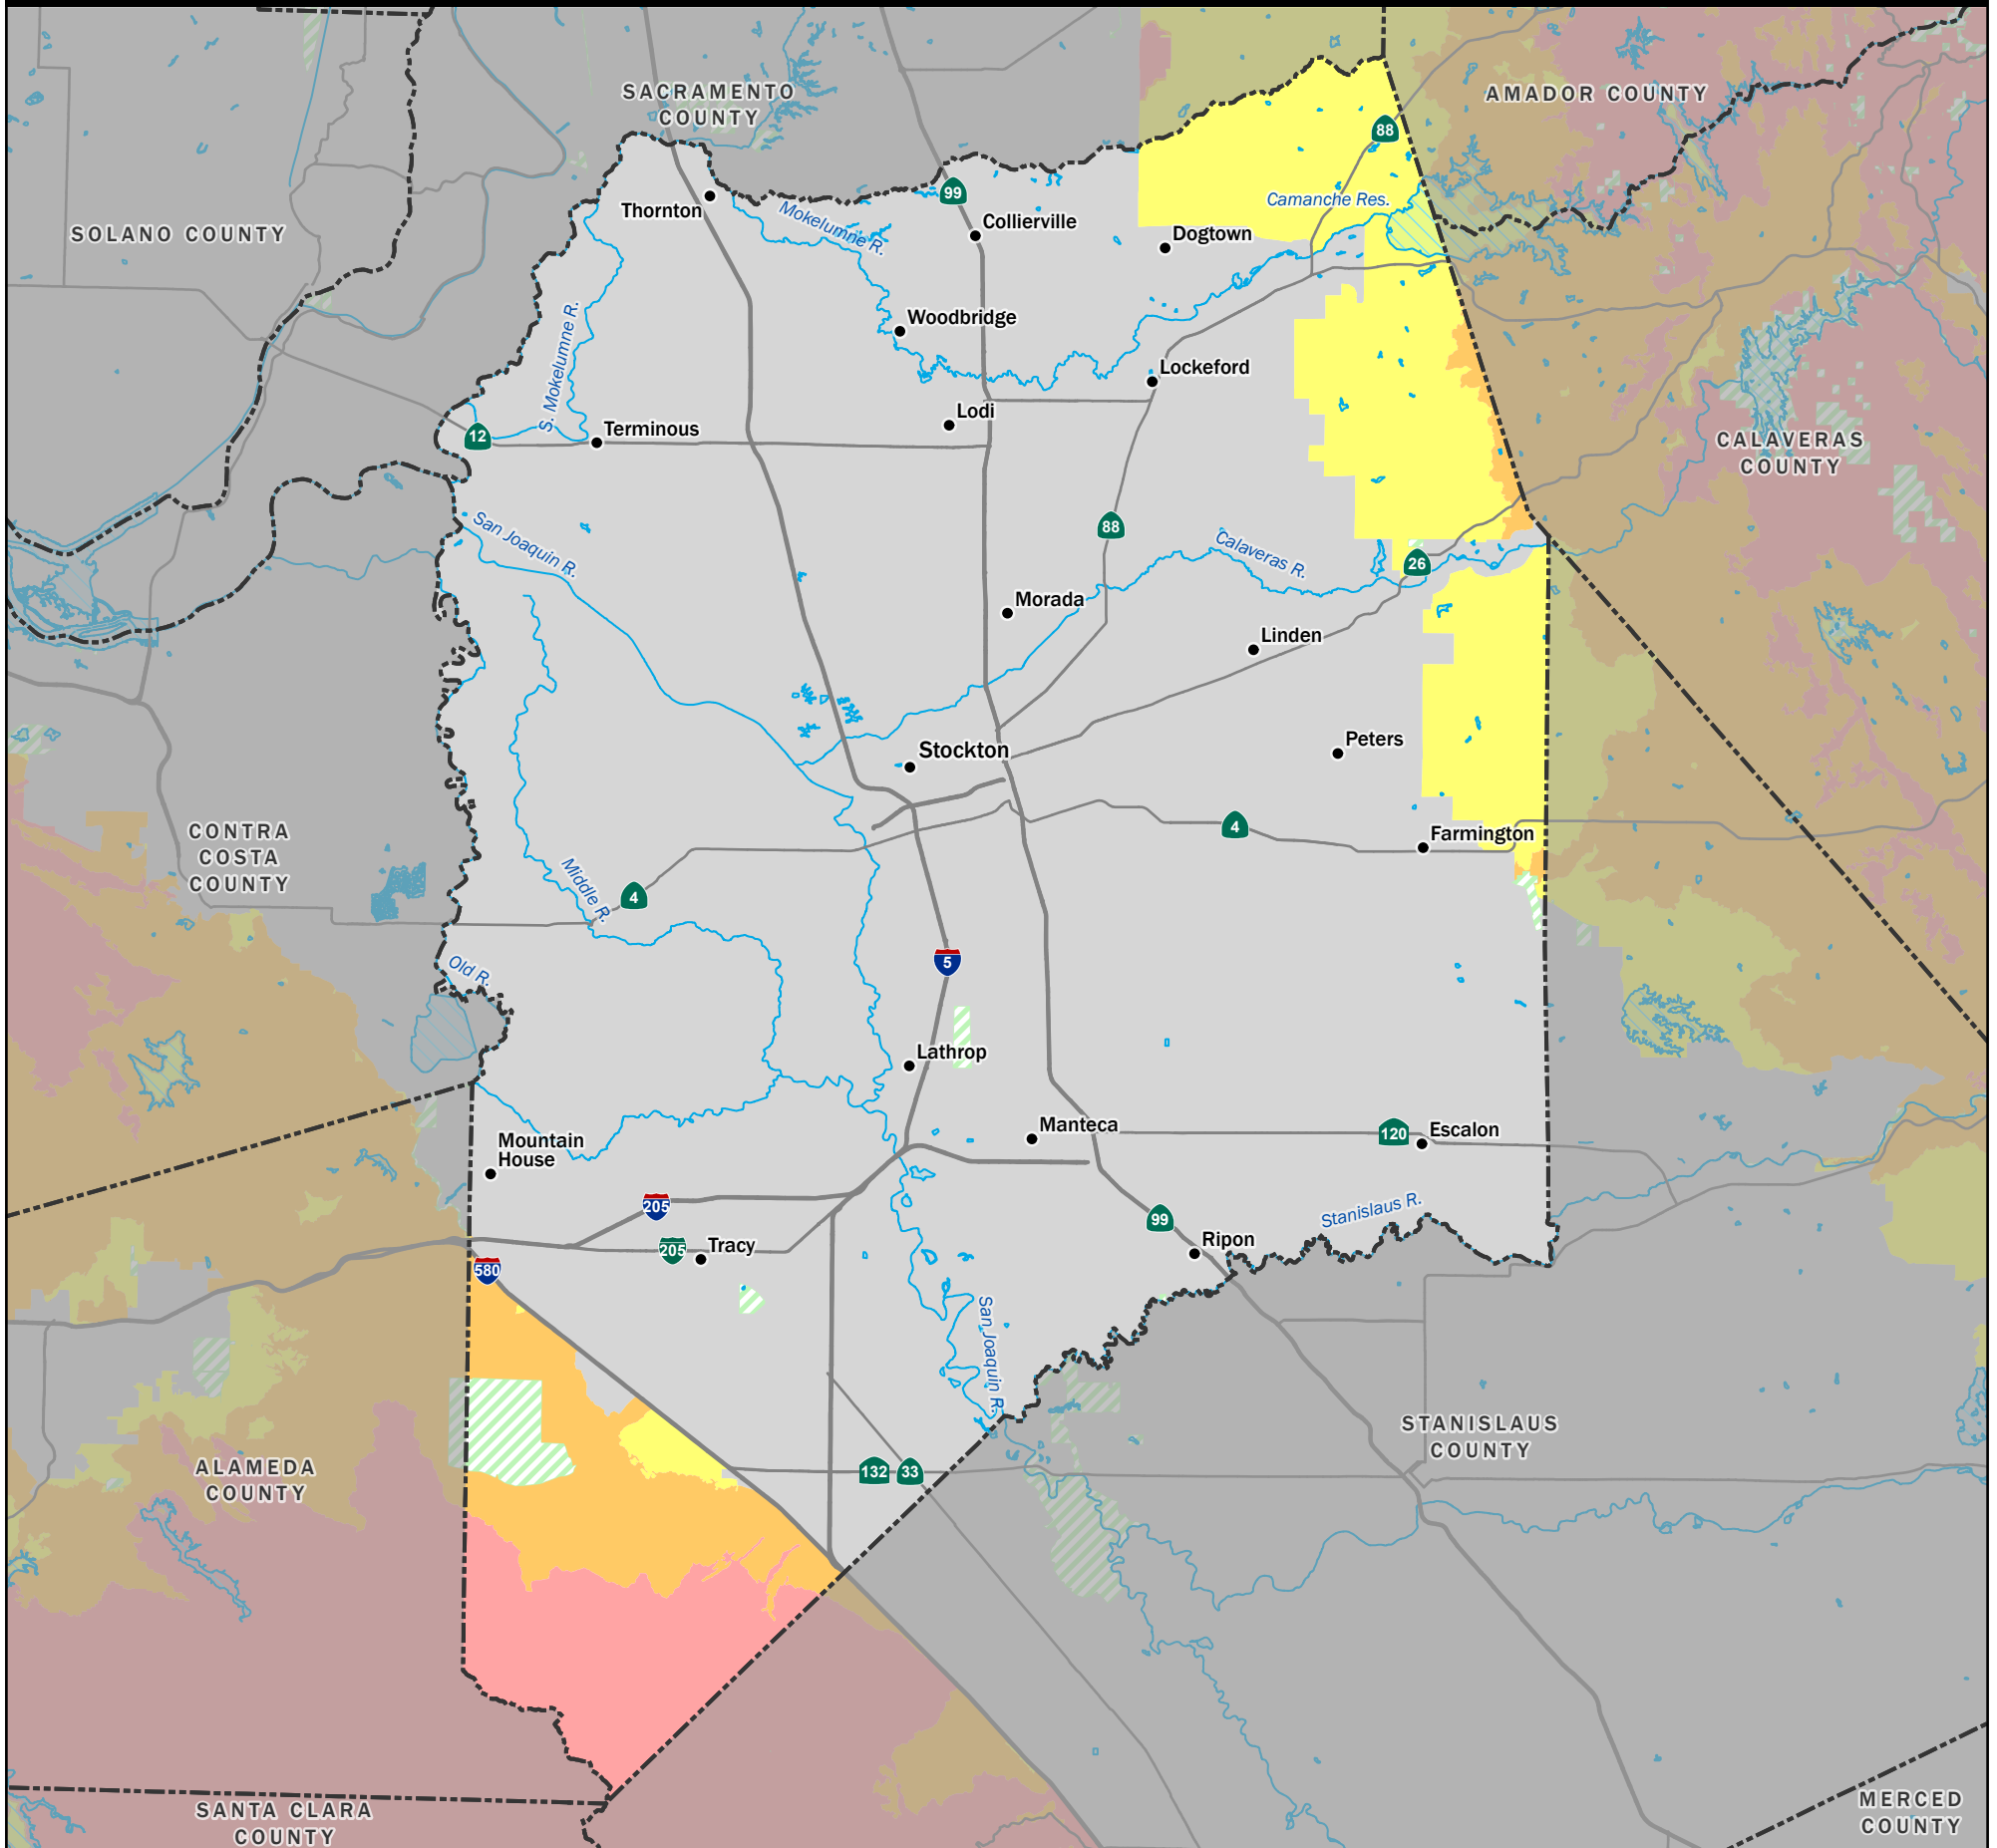 SACRAMENTO
COUNTY
AMADOR COUNTY
88
99
Camanche Res.
Thornton
Mokelumne R.
Collierville
SOLANO COUNTY
Dogtown
S. Mokelumne R.
Woodbridge
Lockeford
Lodi
12
Terminous
CALAVERAS
COUNTY
San Joaquin R.
88
Calaveras R.
26
Morada
Linden
Peters
Stockton
CONTRA
COSTA
COUNTY
4
Farmington
Middle R.
4
Old R.
5
Lathrop
Manteca
120
Escalon
Mountain
House
205
99
Stanislaus R.
Ripon
205
Tracy
580
San Joaquin R.
STANISLAUS
COUNTY
ALAMEDA
COUNTY
132
33
SANTA CLARA
COUNTY
MERCED
COUNTY